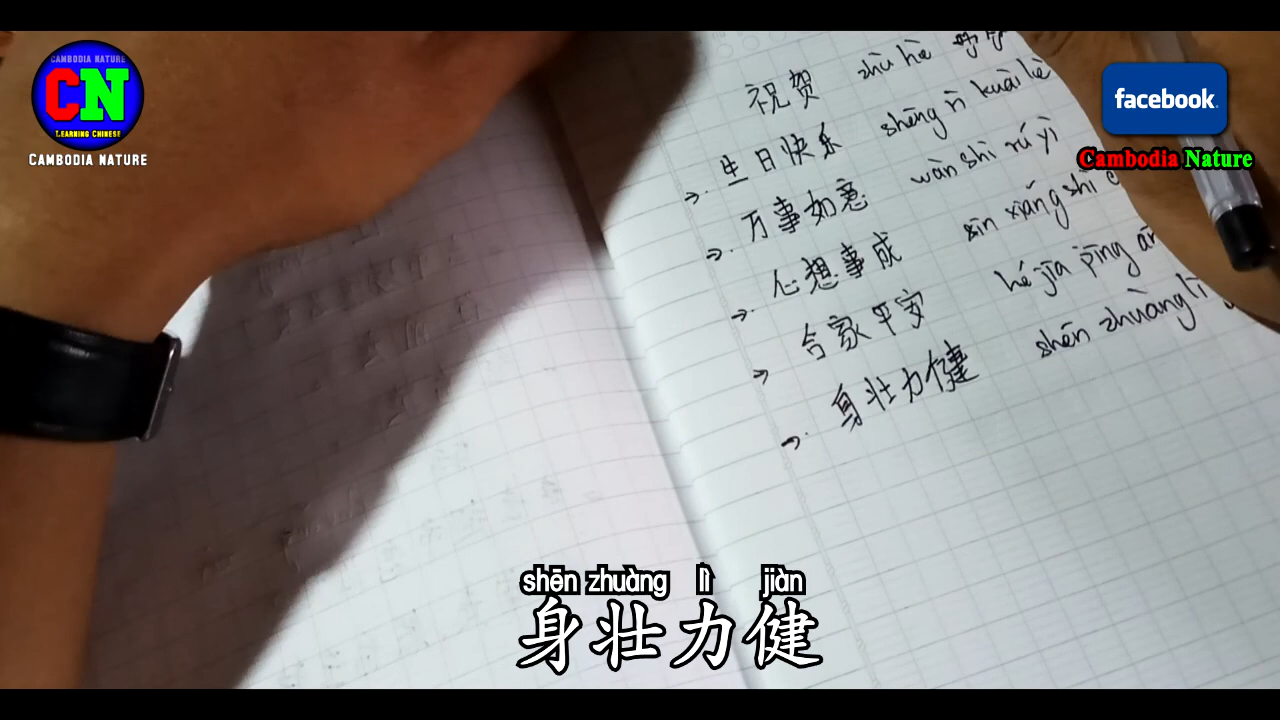 CAMBODIA NATURE
CN
LEARNING CHINESE
CAMBODIA NATURE
facebook
Cambodia Nature
祝贺 zhù hè
生日快乐 shēng rì kuài lè
万事如意 wàn shì rú yì
心想事成 xīn xiǎng shì
合家平安 hé jiā pīng ān
身壮力健 shēn zhuàng lì
shēn zhuàng lì jiàn
身壮力健